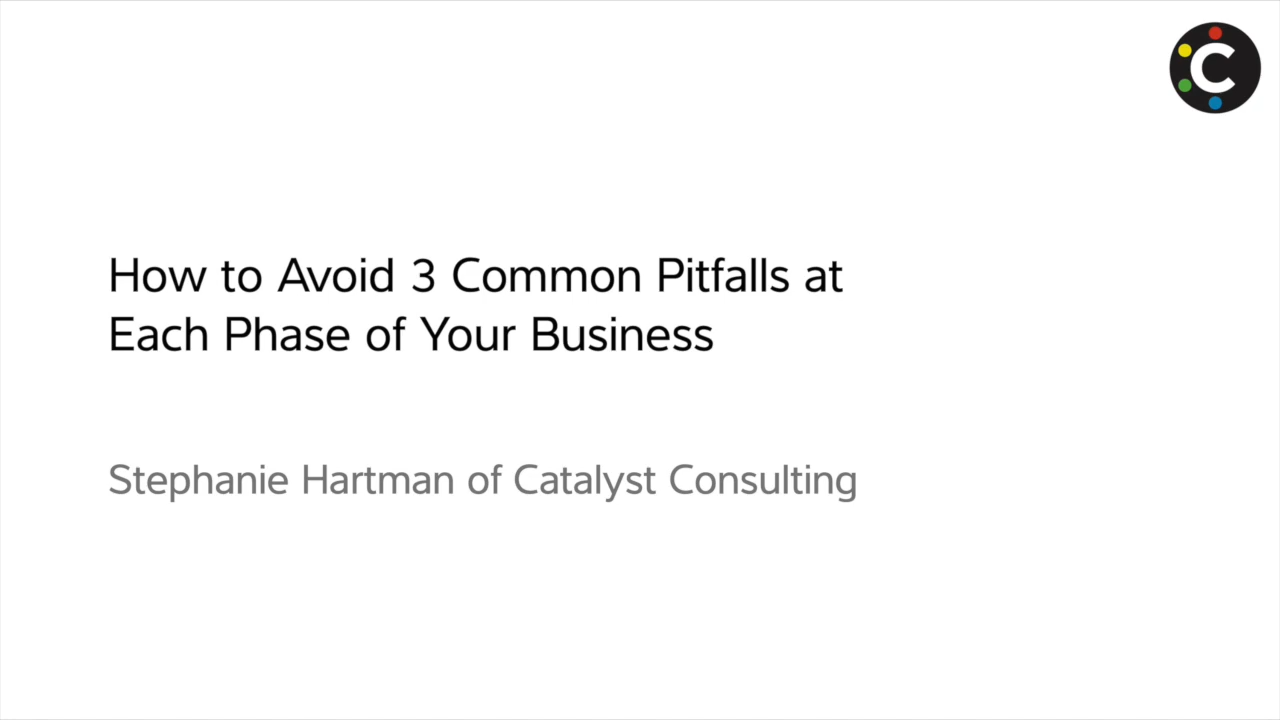 C
How to Avoid 3 Common Pitfalls at
Each Phase of Your Business
Stephanie Hartman of Catalyst Consulting